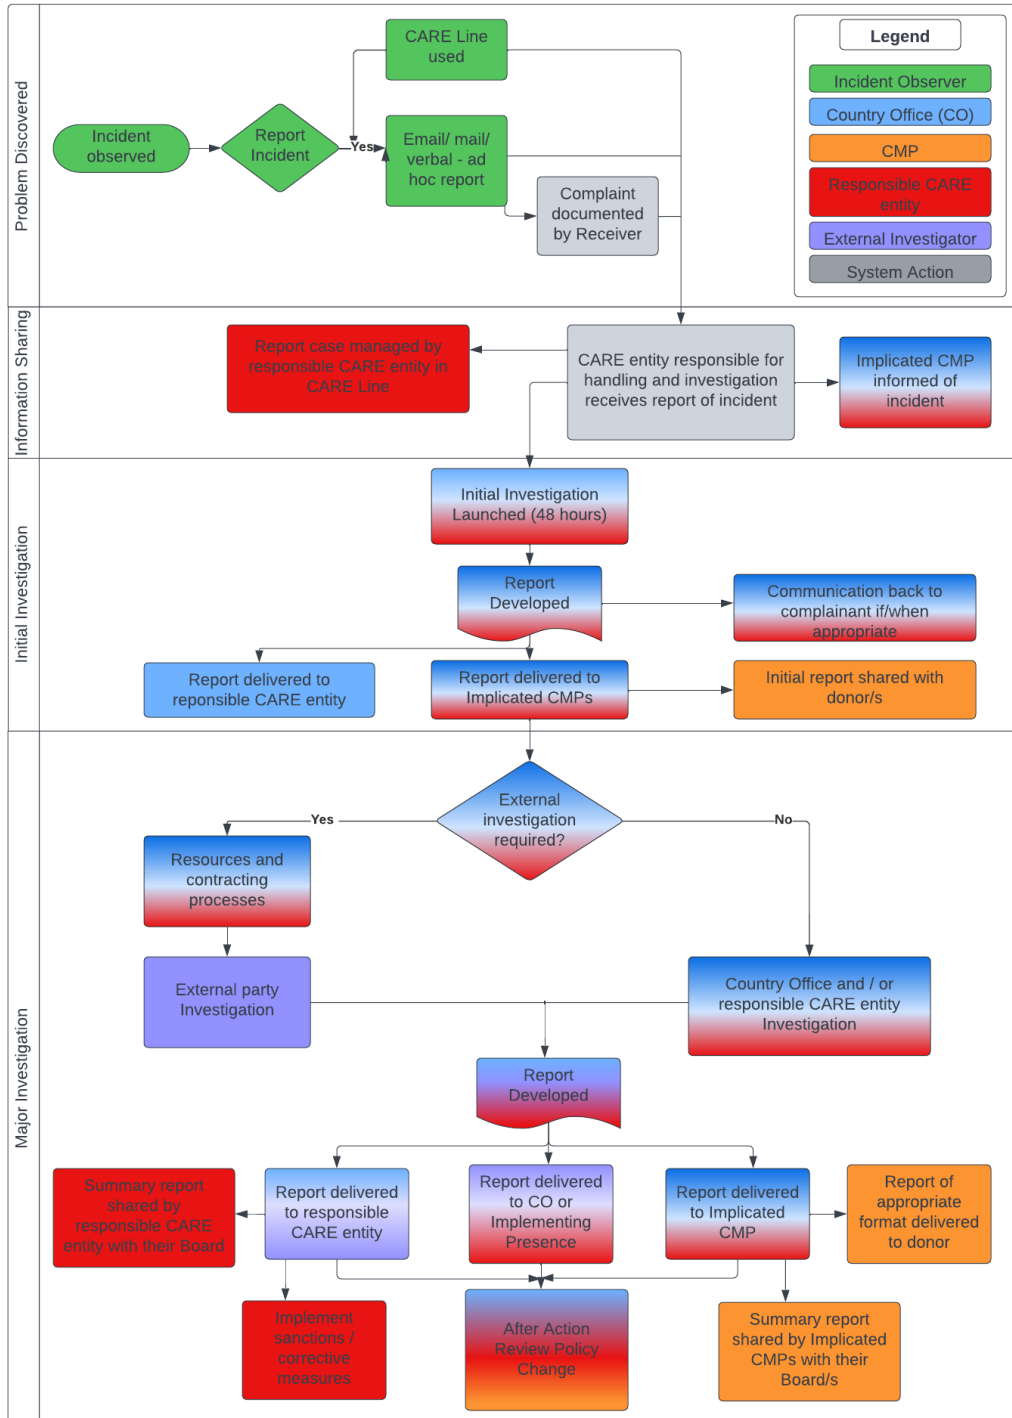 Problem Discovered
CARE Line
used
Incident
observed
Report
Incident
Yes
Email/ mail/
verbal - ad
hoc report
Complaint
documented
by Receiver
Legend
Incident Observer
Country Office (CO)
CMP
Responsible CARE
entity
External Investigator
System Action
Information Sharing
Report case managed by
responsible CARE entity in
CARE Line
CARE entity responsible for
handling and investigation
receives report of incident
Implicated CMP
informed of
incident
Initial Investigation
Initial Investigation
Launched (48 hours)
Report
Developed
Communication back to
complainant if/when
appropriate
Report delivered to
reponsible CARE entity
Report delivered to
Implicated CMPs
Initial report shared with
donor/s
Major Investigation
External
investigation
required?
Yes
No
Resources and
contracting
processes
External party
Investigation
Country Office and / or
responsible CARE entity
Investigation
Report
Developed
Summary report
shared by
responsible CARE
entity with their Board
Report delivered
to responsible
CARE entity
Report delivered
to CO or
Implementing
Presence
Report delivered
to Implicated
CMP
Report of
appropriate
format delivered
to donor
Implement
sanctions /
corrective
measures
After Action
Review Policy
Change
Summary report
shared by Implicated
CMPs with their
Board/s